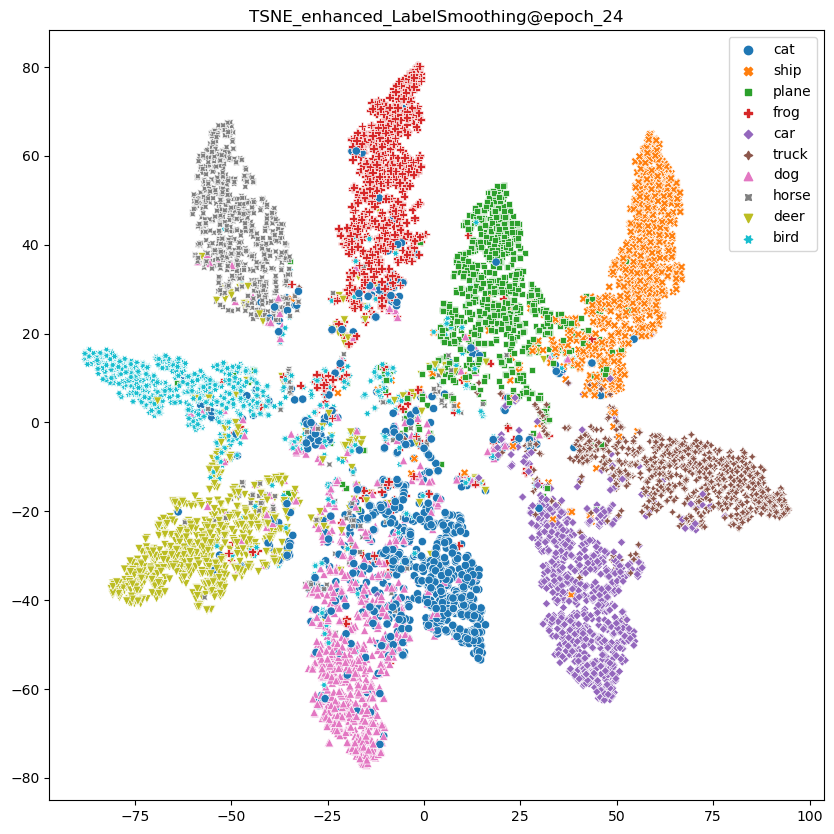 TSNE_enhanced_LabelSmoothing@epoch_24
cat
ship
plane
frog
car
truck
dog
horse
deer
bird
80
60
40
20
0
−20
−40
−60
−80
−75
−50
−25
0
25
50
75
100